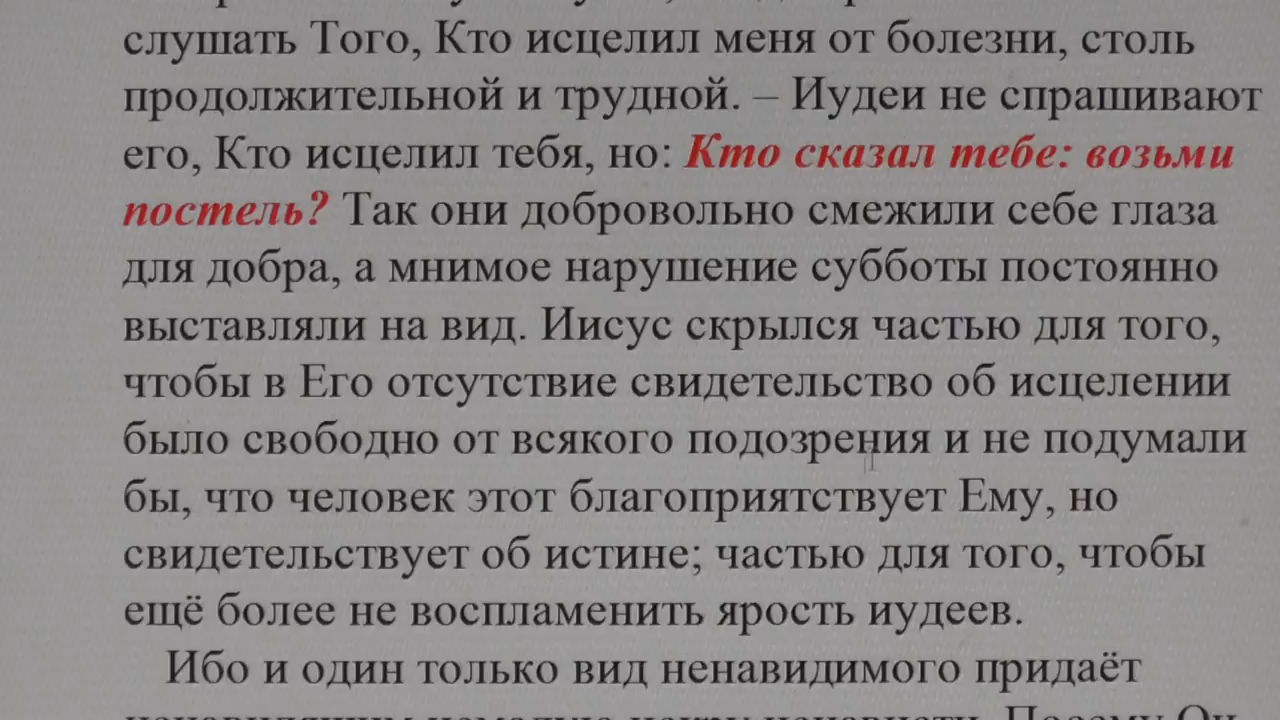 слушать Того, Кто исцелил меня от болезни, столь
продолжительной и трудной. – Иудеи не спрашивают
его, Кто исцелил тебя, но: Кто сказал тебе: возьми
постель? Так они добровольно смежили себе глаза
для добра, а мнимое нарушение субботы постоянно
выставляли на вид. Иисус скрылся частью для того,
чтобы в Его отсутствие свидетельство об исцелении
было свободно от всякого подозрения и не подумали
бы, что человек этот благоприятствует Ему, но
свидетельствует об истине; частью для того, чтобы
ещё более не воспламенить ярость иудеев.
Ибо и один только вид ненавидимого придаёт